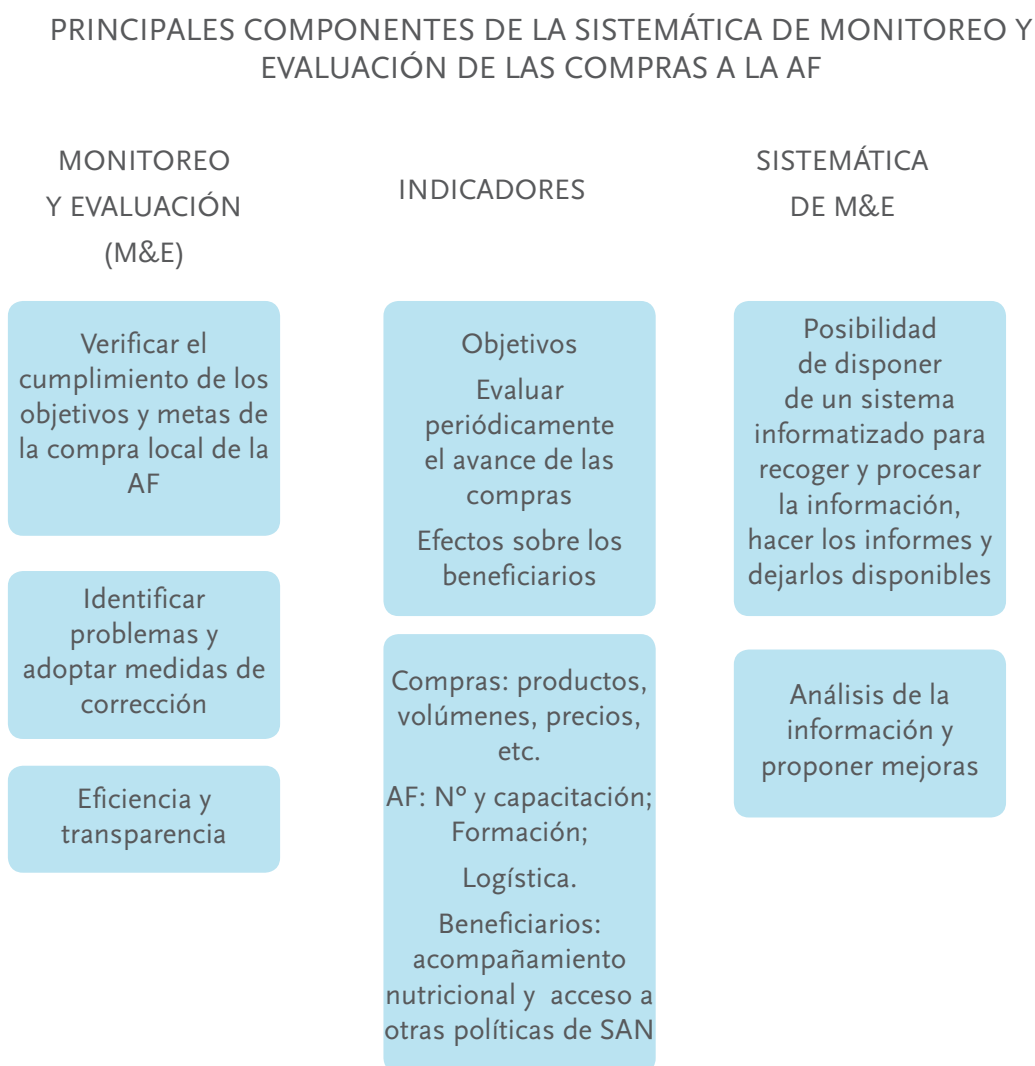 PRINCIPALES COMPONENTES DE LA SISTEMÁTICA DE MONITOREO Y
EVALUACIÓN DE LAS COMPRAS A LA AF
MONITOREO
Y EVALUACIÓN
(M&E)
Verificar el
cumplimiento de los
objetivos y metas de
la compra local de la
AF
Identificar
problemas y
adoptar medidas de
corrección
Eficiencia y
transparencia
INDICADORES
Objetivos
Evaluar
periódicamente
el avance de las
compras
Efectos sobre los
beneficiarios
Compras: productos,
volúmenes, precios,
etc.
AF: Nº y capacitación;
Formación;
Logística.
Beneficiarios:
acompañamiento
nutricional y acceso a
otras políticas de SAN
SISTEMÁTICA
DE M&E
Posibilidad
de disponer
de un sistema
informatizado para
recoger y procesar
la información,
hacer los informes y
dejarlos disponibles
Análisis de la
información y
proponer mejoras